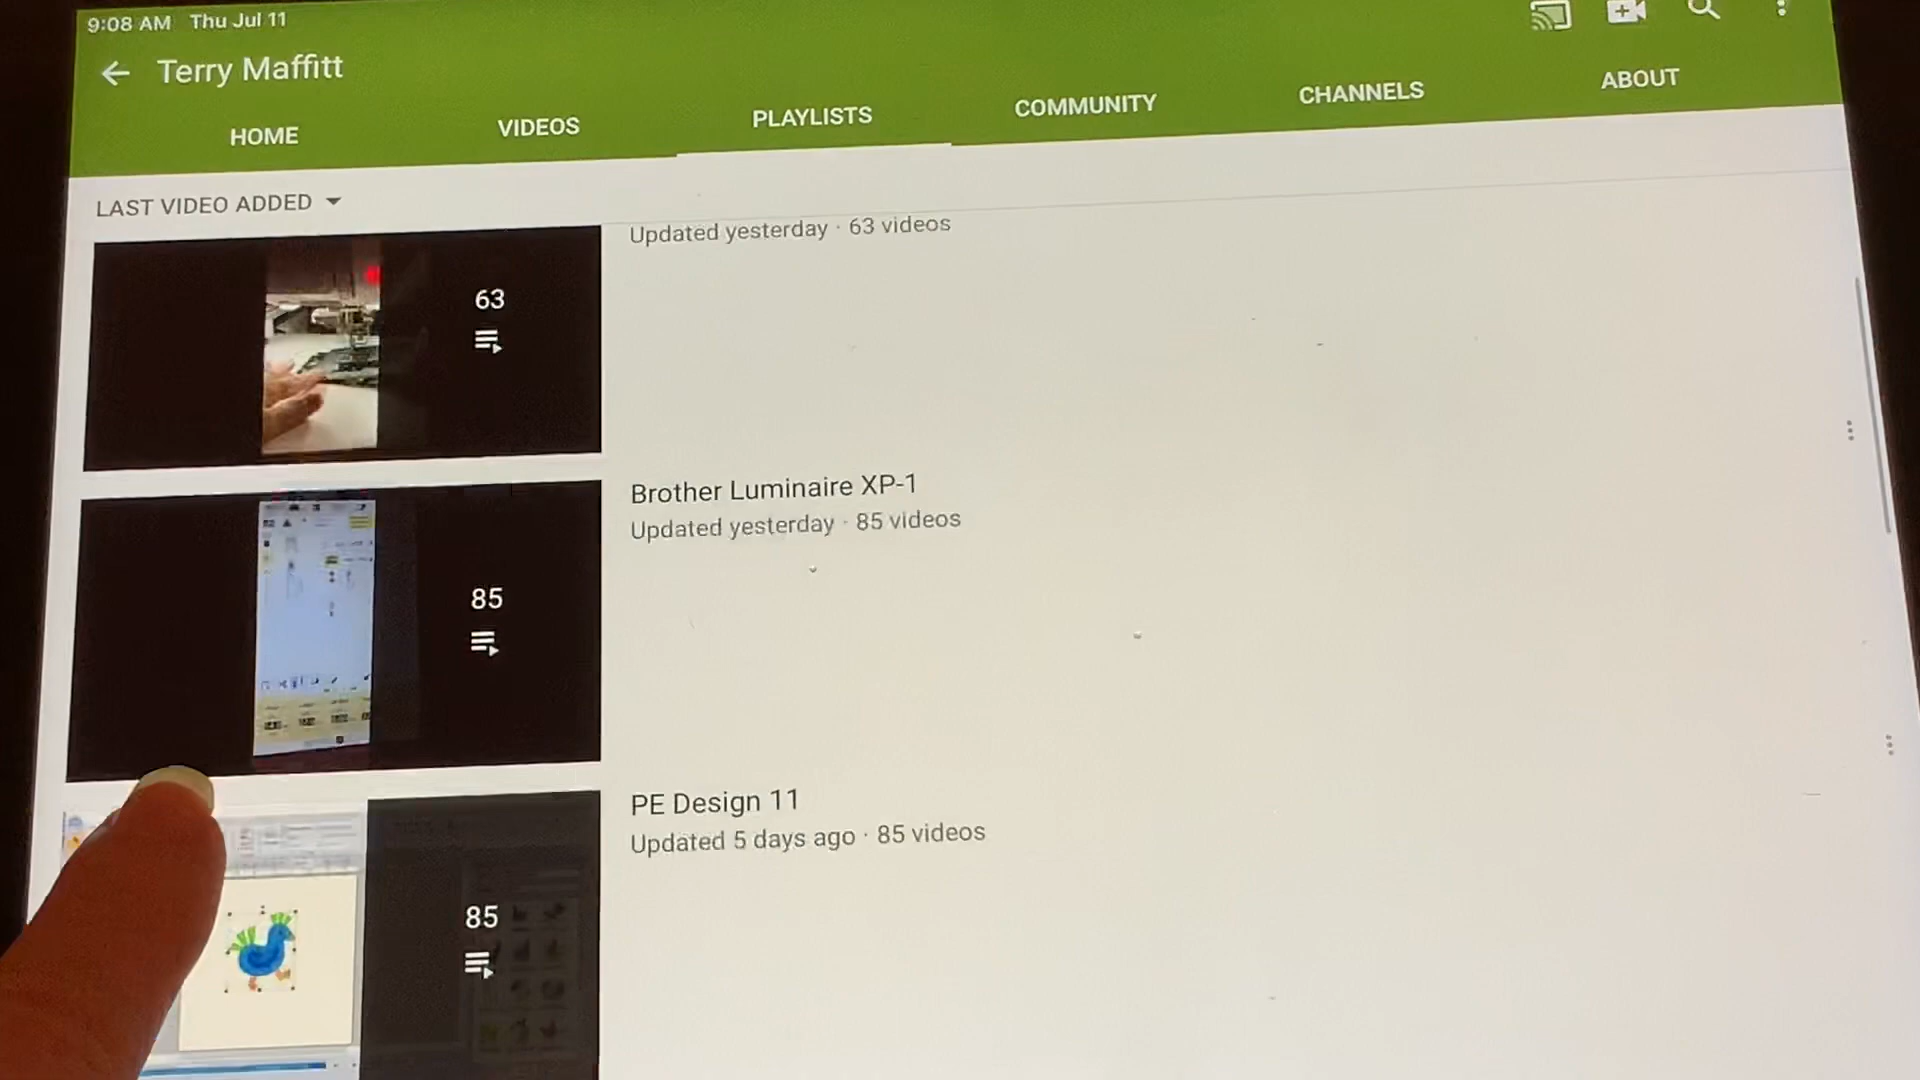 9:08 AM Thu Jul 11
Terry Maffitt
HOME VIDEOS PLAYLISTS COMMUNITY CHANNELS ABOUT
LAST VIDEO ADDED
Updated yesterday · 63 videos
63
Brother Luminaire XP-1
Updated yesterday · 85 videos
85
PE Design 11
Updated 5 days ago · 85 videos
85